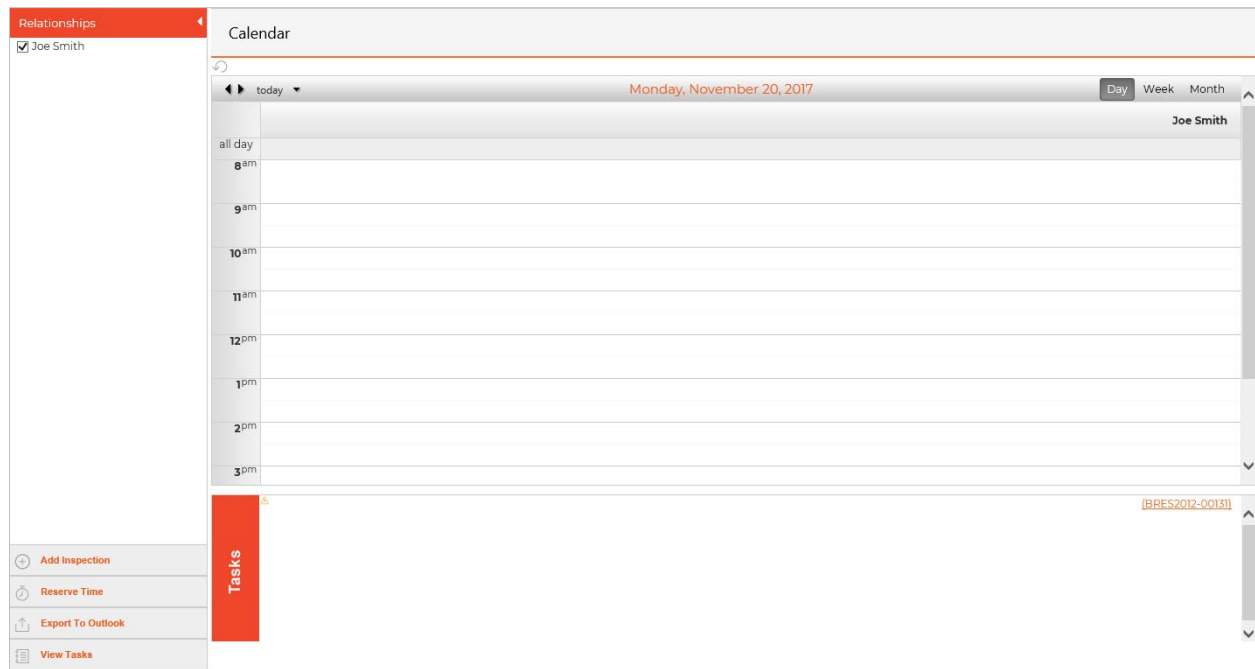 Relationships
Joe Smith
Add Inspection
Reserve Time
Export To Outlook
View Tasks
Calendar
today Monday, November 20, 2017 Day Week Month
Joe Smith
all day
8am
9am
10am
11am
12pm
1pm
2pm
3pm
Tasks
(BRES2012-00131)